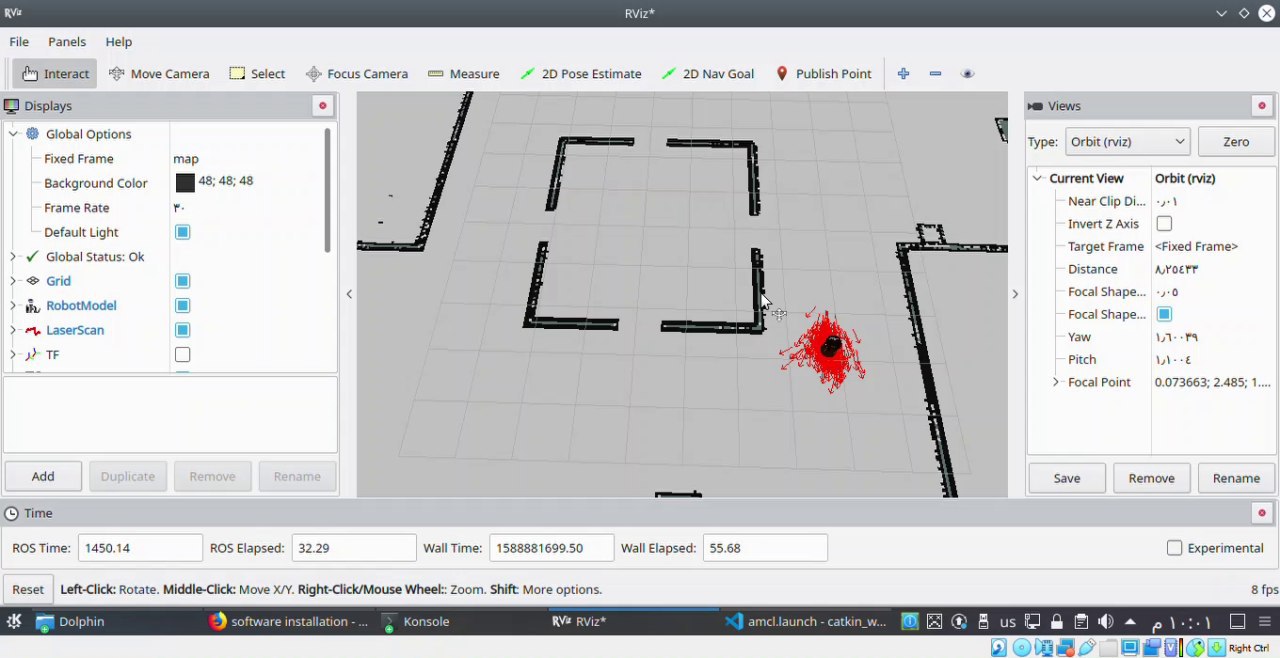 RViz RViz*
File Panels Help
Interact Move Camera Select Focus Camera Measure 2D Pose Estimate 2D Nav Goal Publish Point
Displays
Global Options
Fixed Frame map
Background Color 48; 48; 48
Frame Rate ٣٠
Default Light
Global Status: Ok
Grid
RobotModel
LaserScan
TF
Add Duplicate Remove Rename
Views
Type: Orbit (rviz) Zero
Current View Orbit (rviz)
Near Clip Di... ٠٫٠١
Invert Z Axis
Target Frame <Fixed Frame>
Distance ٨٫٢٥٤٣٣
Focal Shape... ٠٫٠٥
Focal Shape...
Yaw ١٫٦٠٠٣٩
Pitch ١٫١٠٠٤
Focal Point 0.073663; 2.485; 1....
Save Remove Rename
Time
ROS Time: 1450.14 ROS Elapsed: 32.29 Wall Time: 1588881699.50 Wall Elapsed: 55.68 Experimental
Reset Left-Click: Rotate. Middle-Click: Move X/Y. Right-Click/Mouse Wheel:: Zoom. Shift: More options. 8 fps
Dolphin software installation - ... Konsole RViz RViz* amcl.launch - catkin_w... us ١٠:٠١ م
Right Ctrl